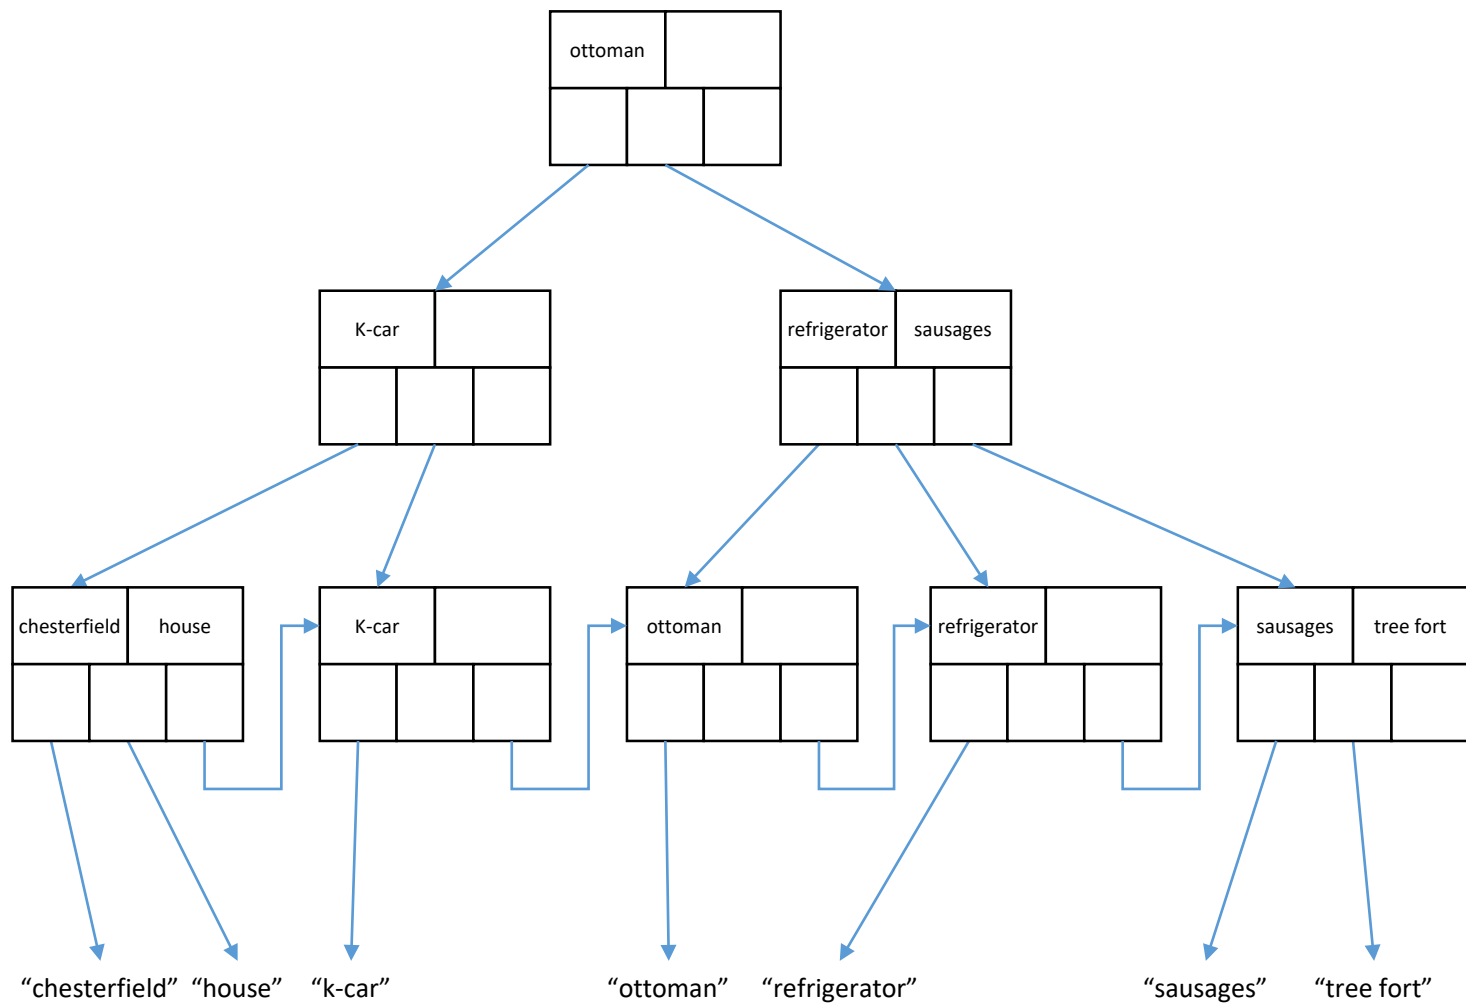 ottoman
K-car
refrigerator sausages
chesterfield house K-car ottoman refrigerator sausages tree fort
“chesterfield” “house” “k-car” “ottoman” “refrigerator” “sausages” “tree fort”